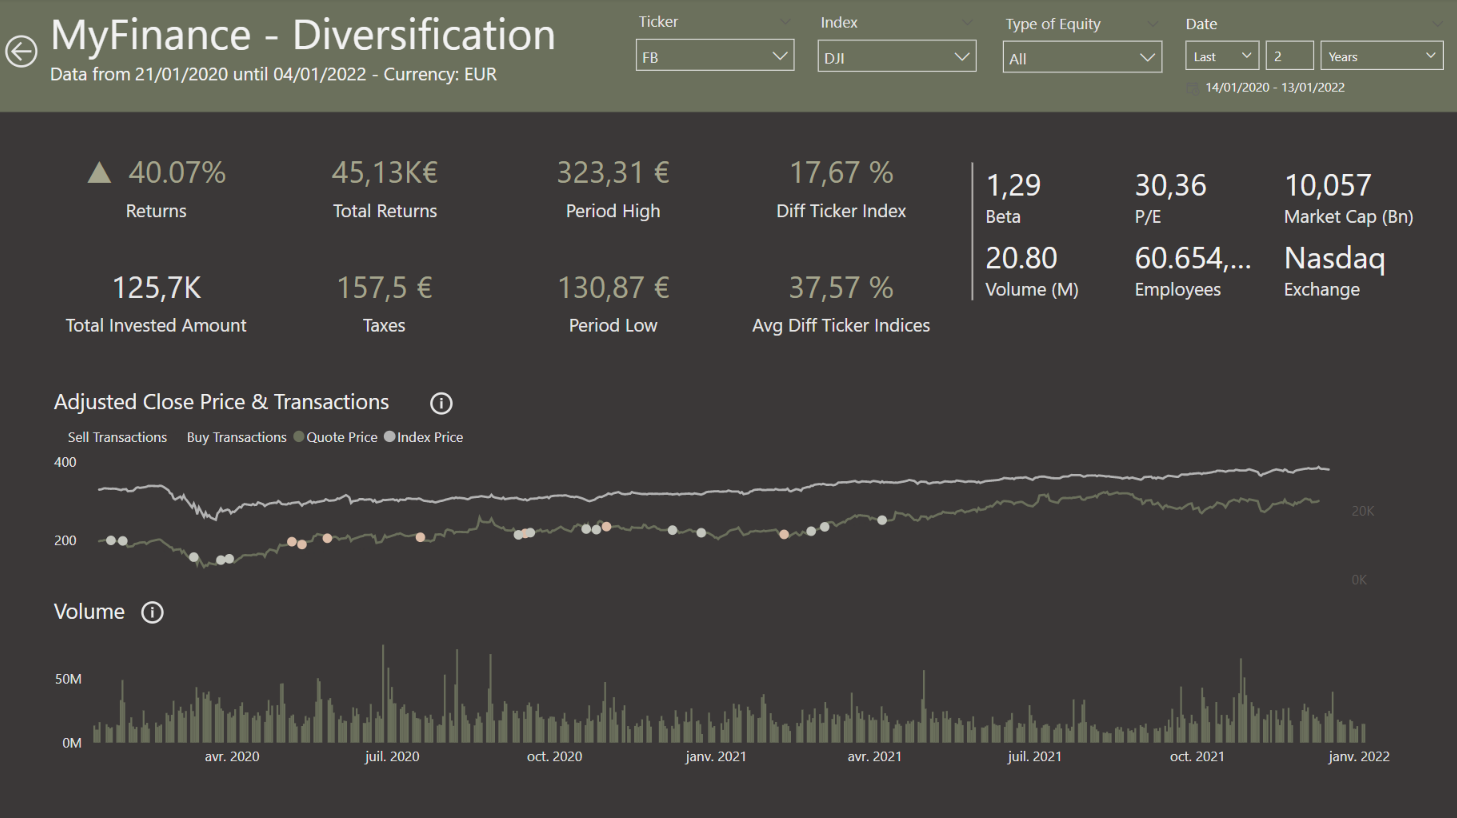 MyFinance - Diversification
Data from 21/01/2020 until 04/01/2022 - Currency: EUR
Ticker
FB
Index
DJI
Type of Equity
All
Date
Last
2
Years
14/01/2020 - 13/01/2022
40.07%
Returns
45,13K€
Total Returns
323,31 €
Period High
17,67 %
Diff Ticker Index
125,7K
Total Invested Amount
157,5 €
Taxes
130,87 €
Period Low
37,57 %
Avg Diff Ticker Indices
1,29
Beta
30,36
P/E
10,057
Market Cap (Bn)
20.80
Volume (M)
60.654,...
Employees
Nasdaq
Exchange
Adjusted Close Price & Transactions
Sell Transactions Buy Transactions Quote Price Index Price
400
200
20K
0K
Volume
50M
0M
avr. 2020 juil. 2020 oct. 2020 janv. 2021 avr. 2021 juil. 2021 oct. 2021 janv. 2022